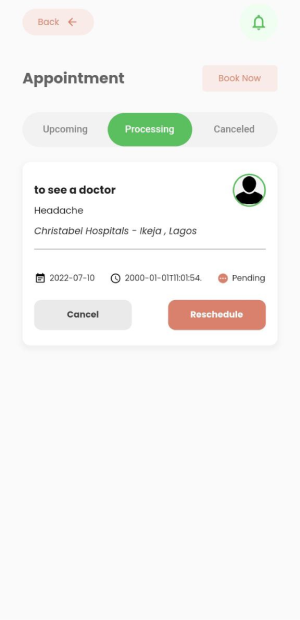 Back
Appointment
Book Now
Upcoming
Processing
Canceled
to see a doctor
Headache
Christabel Hospitals - Ikeja , Lagos
2022-07-10
2000-01-01T11:01:54.
Pending
Cancel
Reschedule